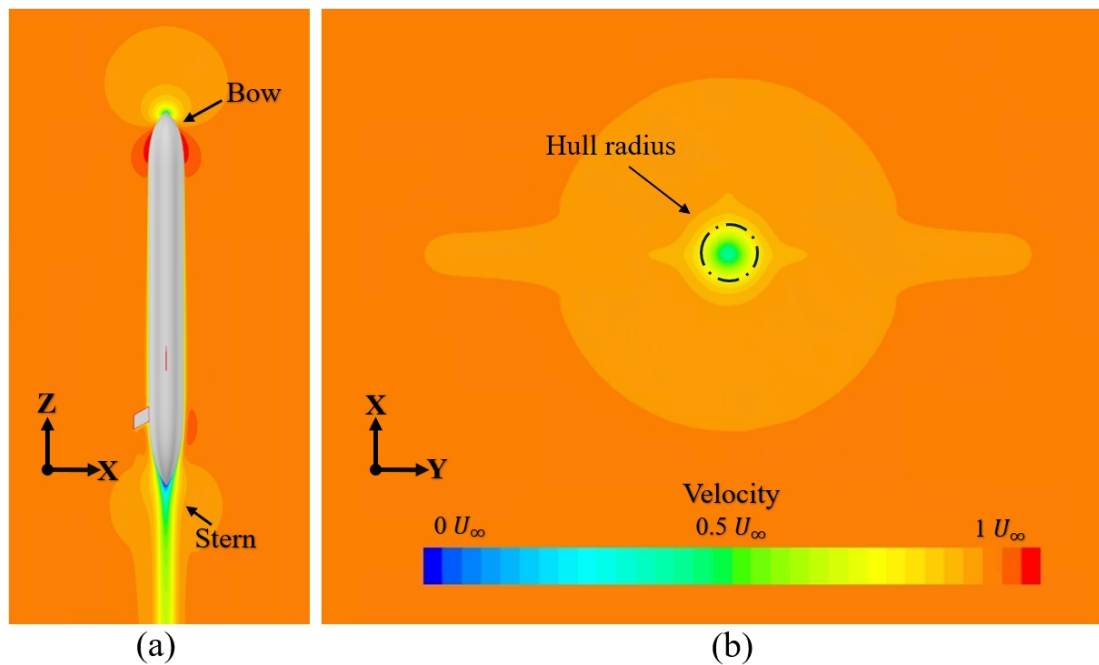 Bow
Z
X
Stern
(a)
Hull radius
X
Y
Velocity
0 U∞ 0.5 U∞ 1 U∞
(b)